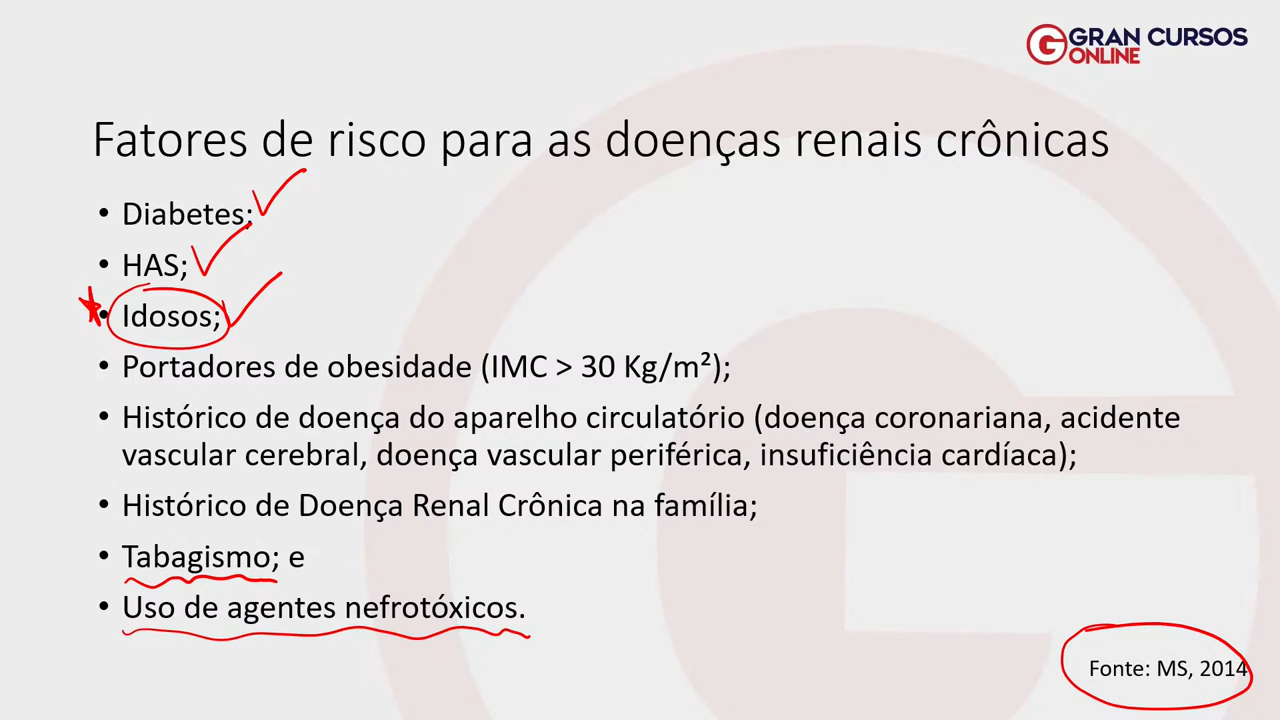 GRAN CURSOS
ONLINE
Fatores de risco para as doenças renais crônicas
• Diabetes;
• HAS;
• Idosos;
• Portadores de obesidade (IMC > 30 Kg/m²);
• Histórico de doença do aparelho circulatório (doença coronariana, acidente
vascular cerebral, doença vascular periférica, insuficiência cardíaca);
• Histórico de Doença Renal Crônica na família;
• Tabagismo; e
• Uso de agentes nefrotóxicos.
Fonte: MS, 2014